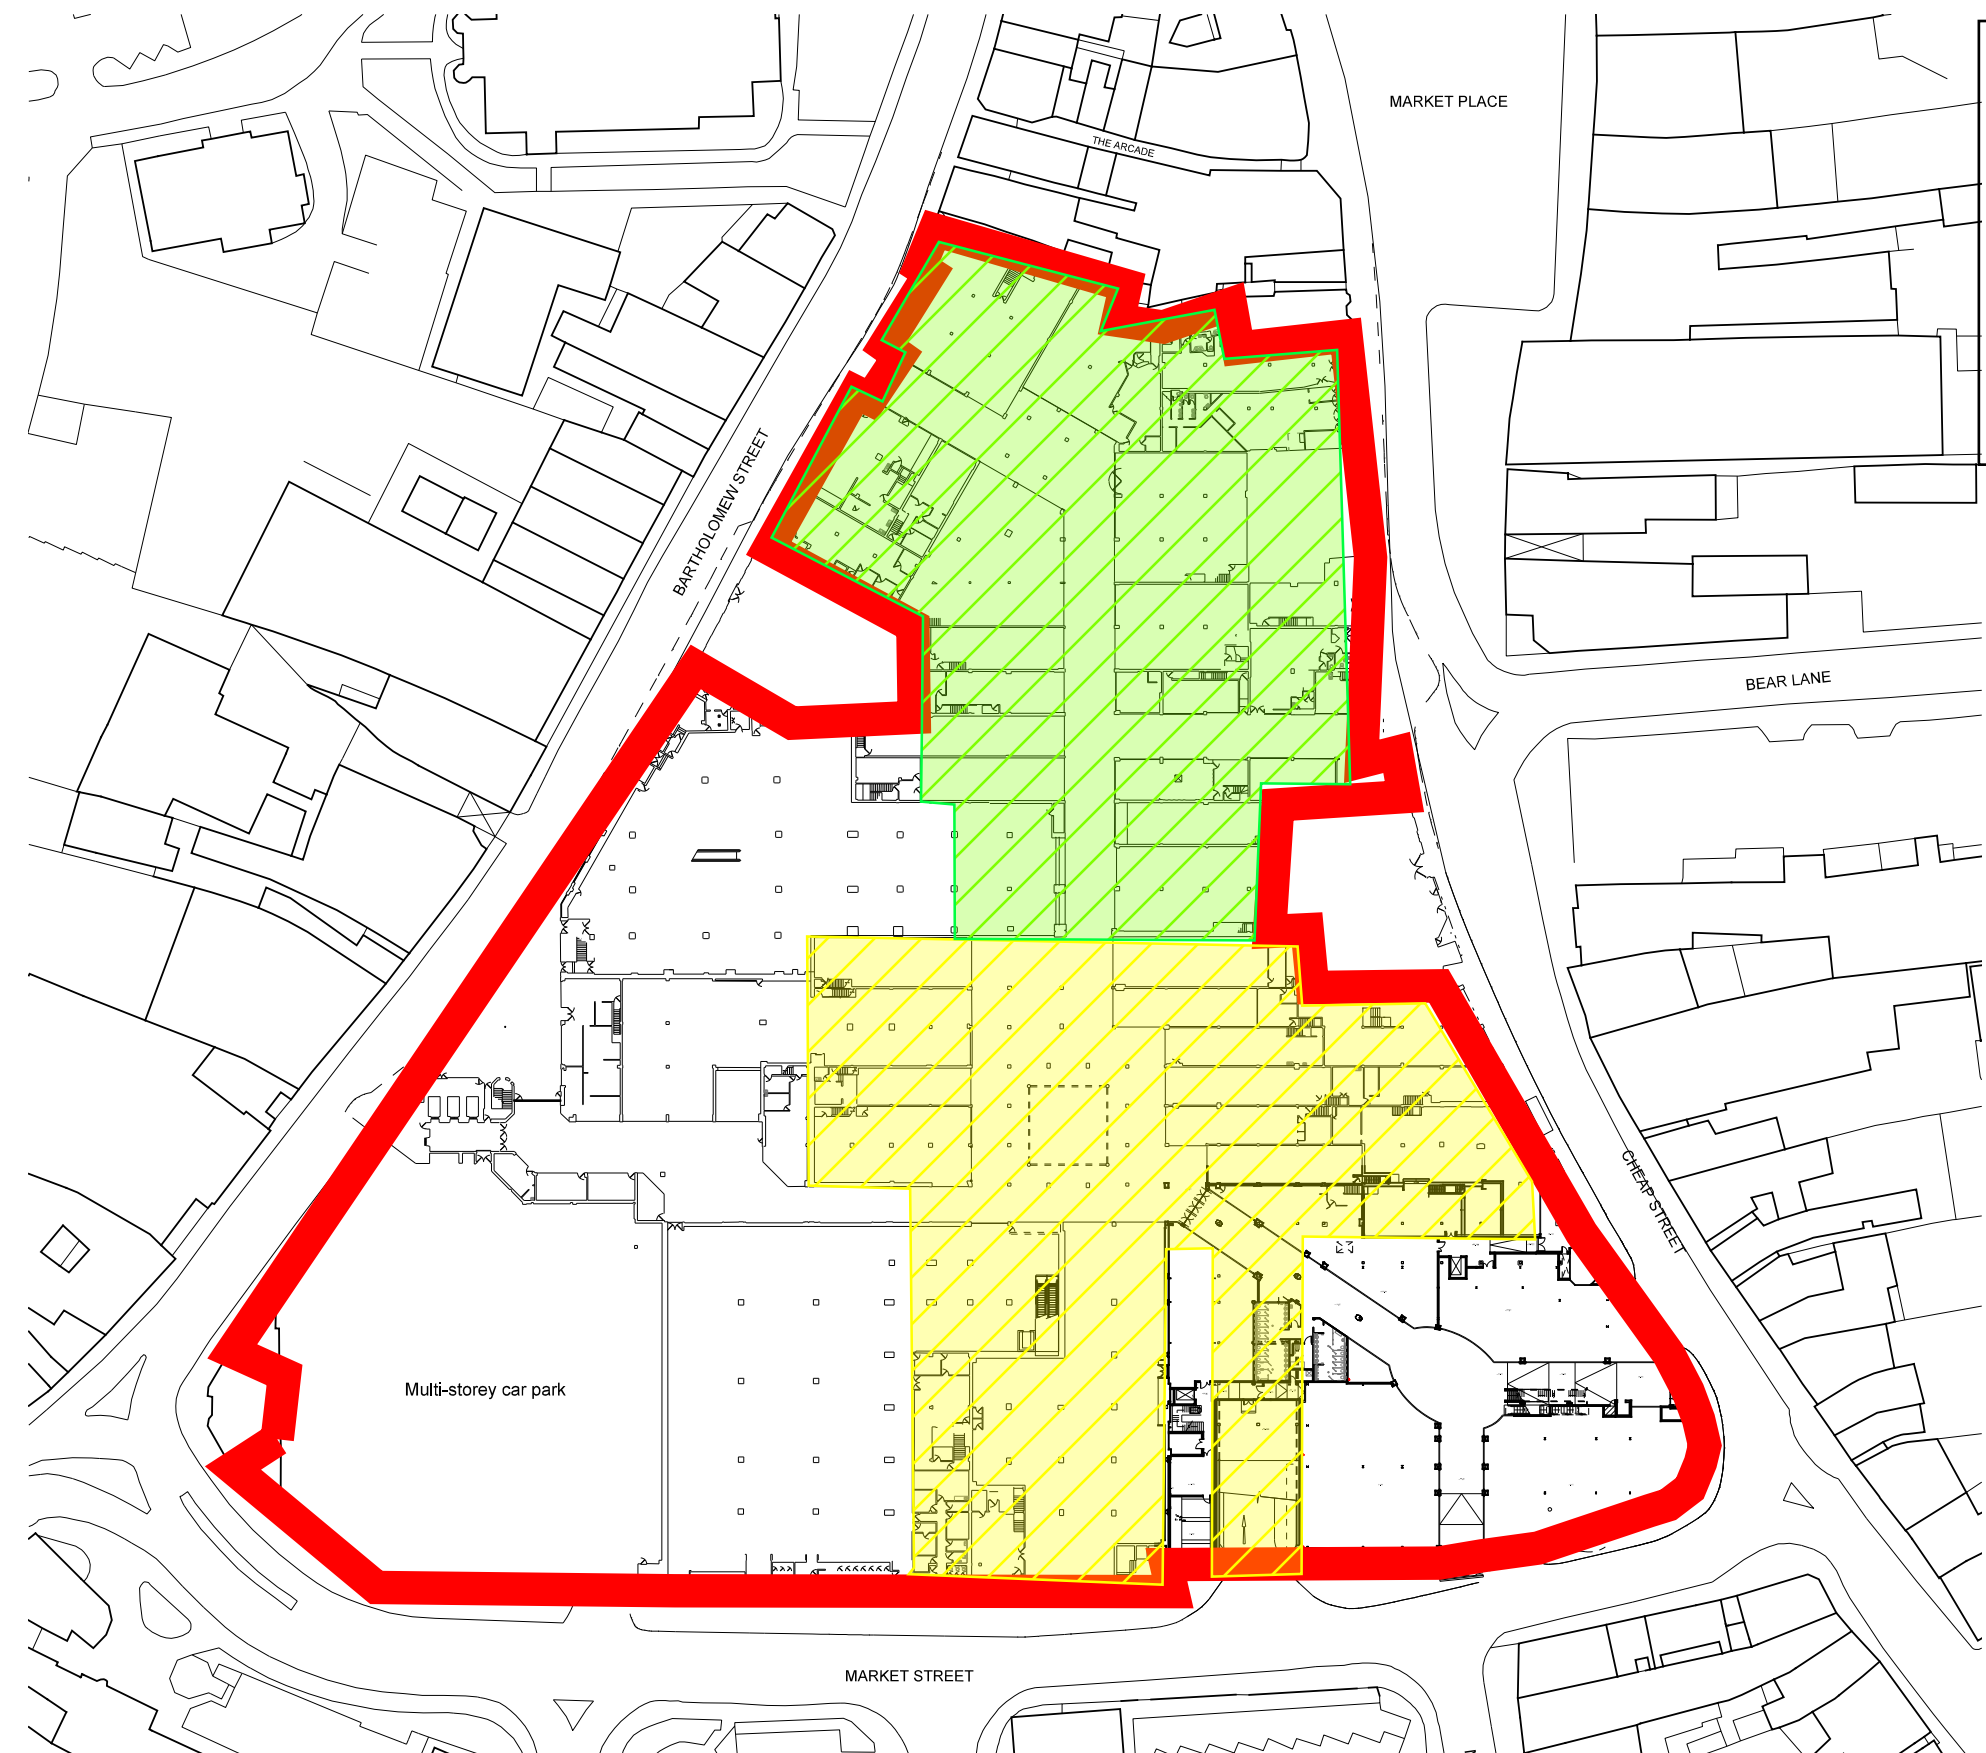 MARKET PLACE
THE ARCADE
BARTHOLOMEW STREET
BEAR LANE
CHEAP STREET
Multi-storey car park
MARKET STREET